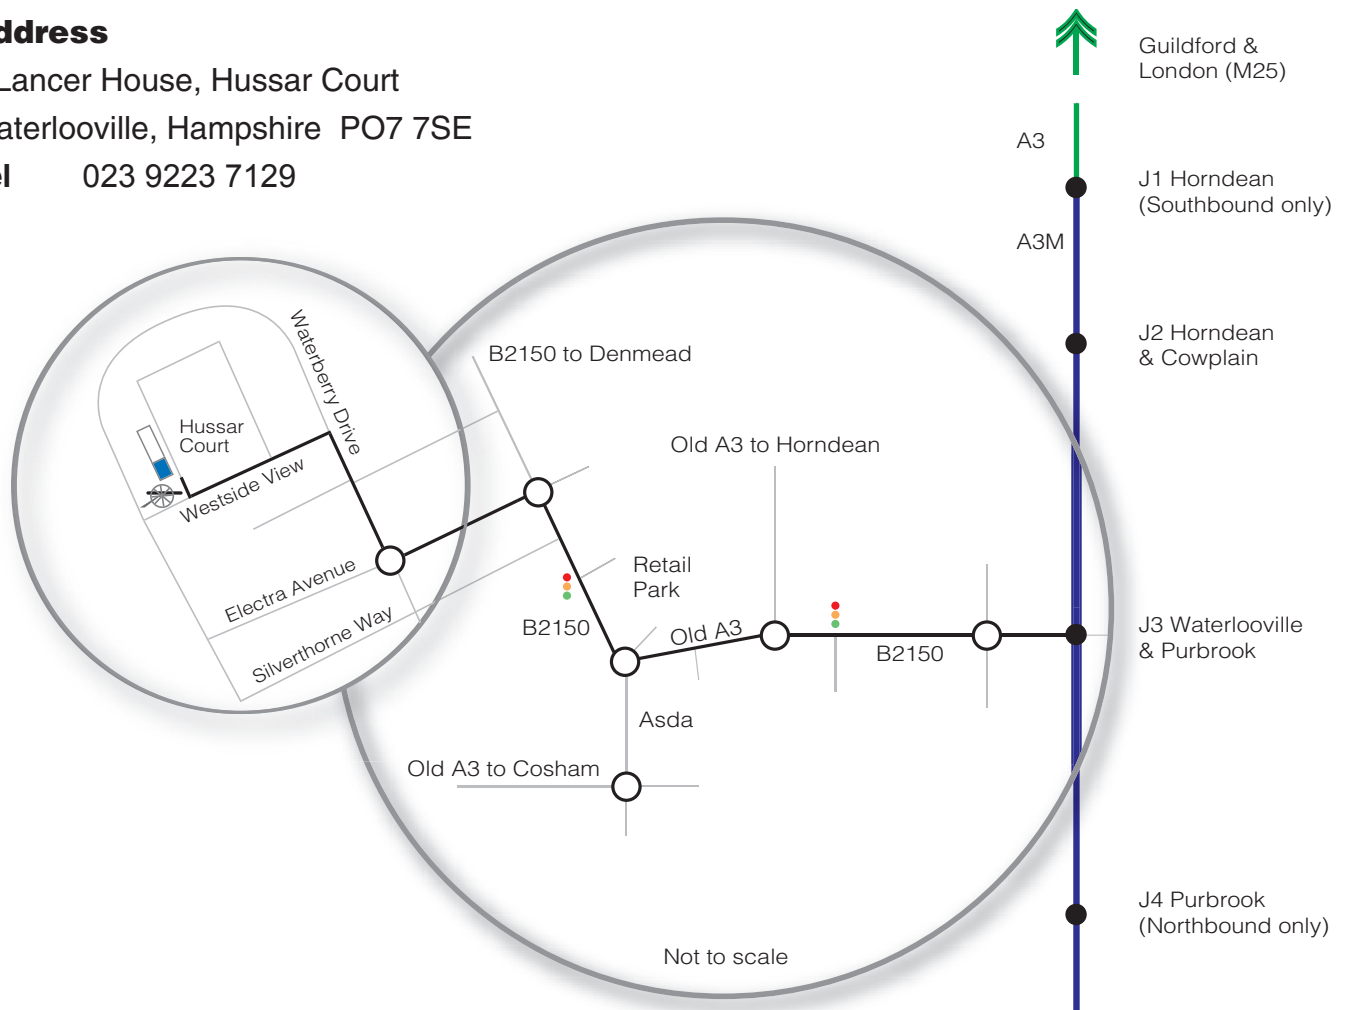 ddress
Lancer House, Hussar Court
aterlooville, Hampshire PO7 7SE
el 023 9223 7129
Guildford &
London (M25)
A3
J1 Horndean
(Southbound only)
A3M
J2 Horndean
& Cowplain
B2150 to Denmead
Waterberry Drive
Hussar
Court
Westside View
Old A3 to Horndean
Electra Avenue
Silverthorne Way
Retail
Park
B2150
Old A3
B2150
J3 Waterlooville
& Purbrook
Asda
Old A3 to Cosham
J4 Purbrook
(Northbound only)
Not to scale